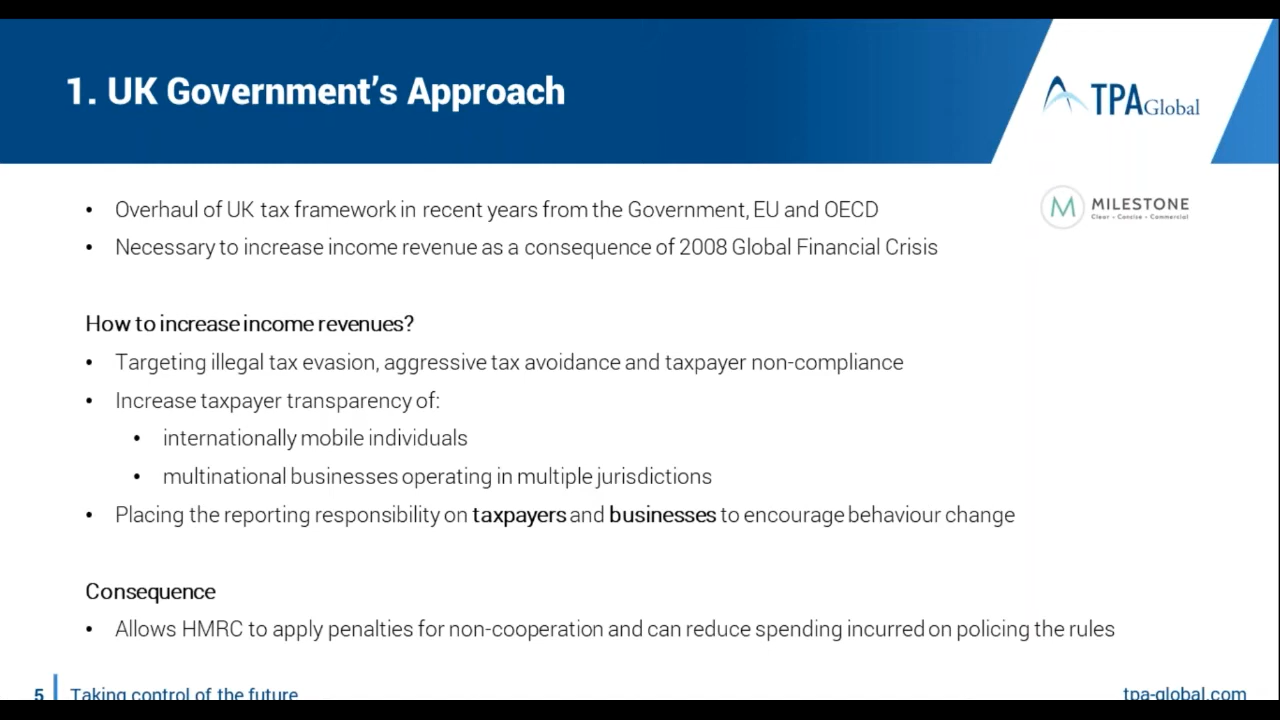 1. UK Government's Approach
TPA Global
MILESTONE
Clear • Concise • Commercial
• Overhaul of UK tax framework in recent years from the Government, EU and OECD
• Necessary to increase income revenue as a consequence of 2008 Global Financial Crisis
How to increase income revenues?
• Targeting illegal tax evasion, aggressive tax avoidance and taxpayer non-compliance
• Increase taxpayer transparency of:
• internationally mobile individuals
• multinational businesses operating in multiple jurisdictions
• Placing the reporting responsibility on taxpayers and businesses to encourage behaviour change
Consequence
• Allows HMRC to apply penalties for non-cooperation and can reduce spending incurred on policing the rules
5 Taking control of the future
tpa-global.com